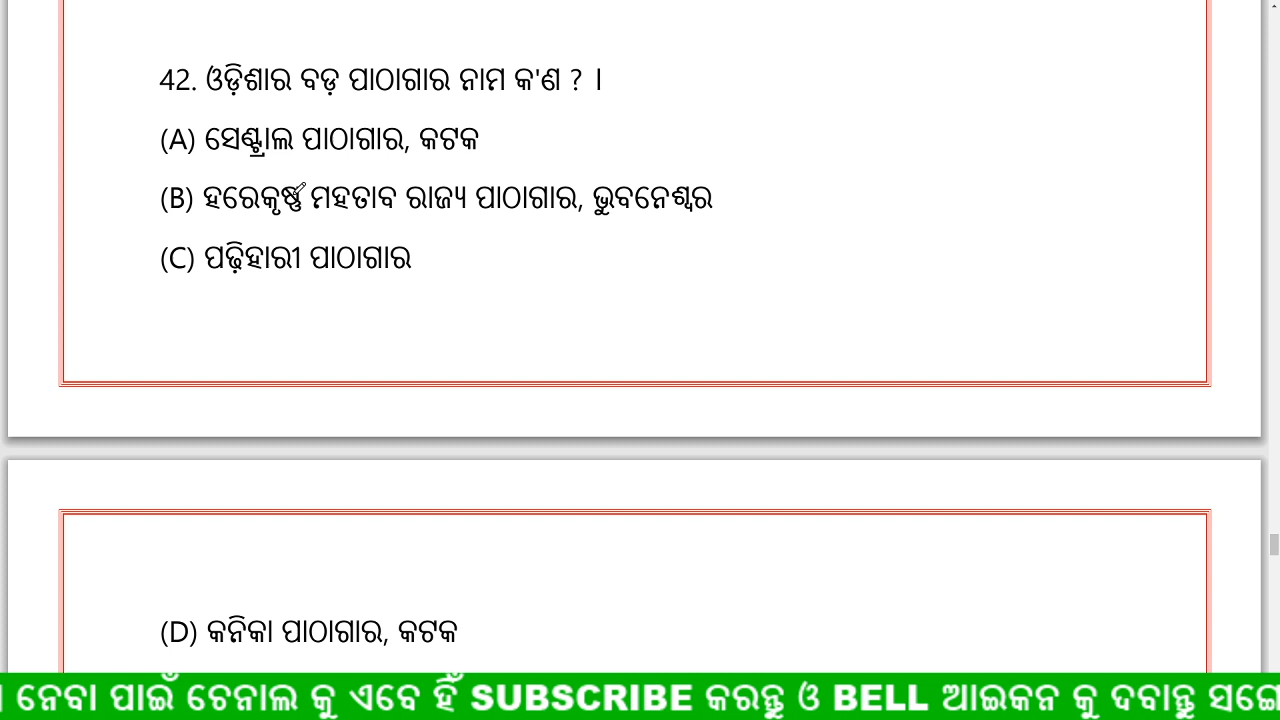 42. ଓଡ଼ିଶାର ବଡ଼ ପାଠାଗାର ନାମ କ'ଣ ? ।
(A) ସେଣ୍ଟ୍ରାଲ ପାଠାଗାର, କଟକ
(B) ହରେକୃର୍ଷ୍ଣ ମହତାବ ରାଜ୍ୟ ପାଠାଗାର, ଭୁବନେଶ୍ୱର
(C) ପଢ଼ିହାରୀ ପାଠାଗାର
(D) କନିକା ପାଠାଗାର, କଟକ
ନେବା ପାଇଁ ଚେନାଲ କୁ ଏବେ ହିଁ SUBSCRIBE କରନ୍ତୁ ଓ BELL ଆଇକନ କୁ ଦବାନ୍ତୁ